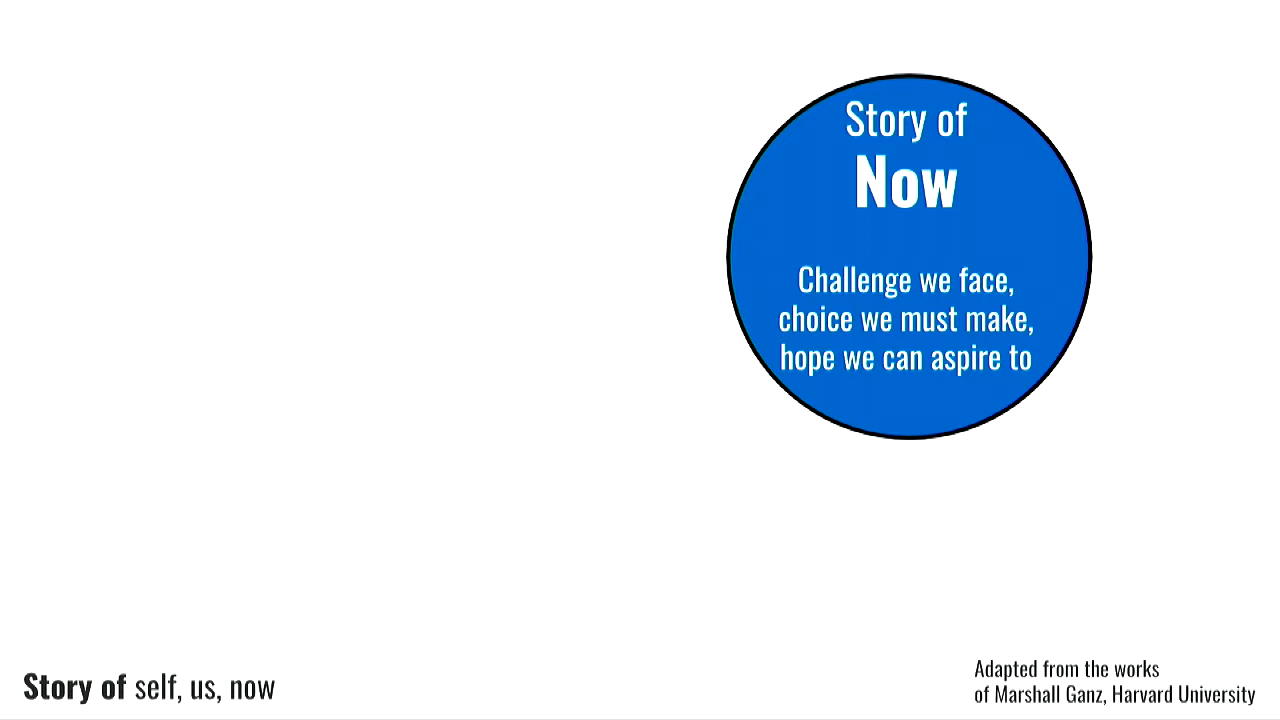 Story of
Now
Challenge we face,
choice we must make,
hope we can aspire to
Story of self, us, now
Adapted from the works
of Marshall Ganz, Harvard University